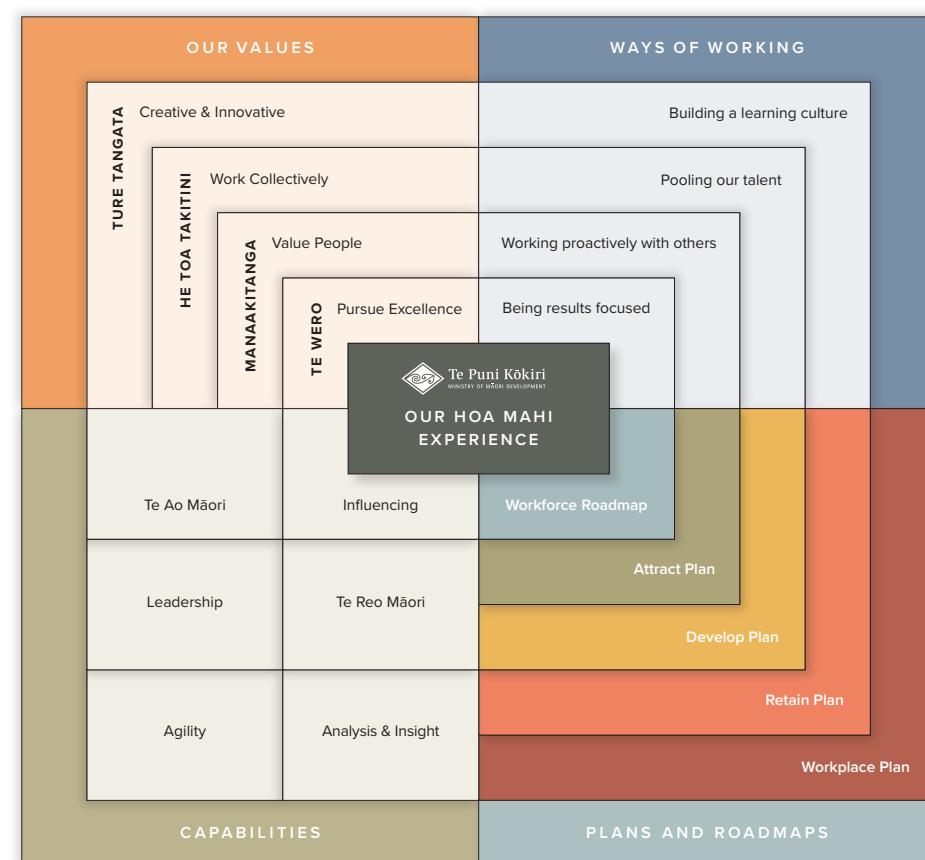 OUR VALUES
WAYS OF WORKING
TURE TANGATA
Creative & Innovative
Building a learning culture
HE TOA TAKITINI
Work Collectively
Pooling our talent
MANAAKITANGA
Value People
Working proactively with others
TE WERO
Pursue Excellence
Being results focused
Te Puni Kōkiri
MINISTRY OF MĀORI DEVELOPMENT
OUR HOA MAHI
EXPERIENCE
Te Ao Māori
Influencing
Workforce Roadmap
Attract Plan
Leadership
Te Reo Māori
Develop Plan
Retain Plan
Agility
Analysis & Insight
Workplace Plan
CAPABILITIES
PLANS AND ROADMAPS